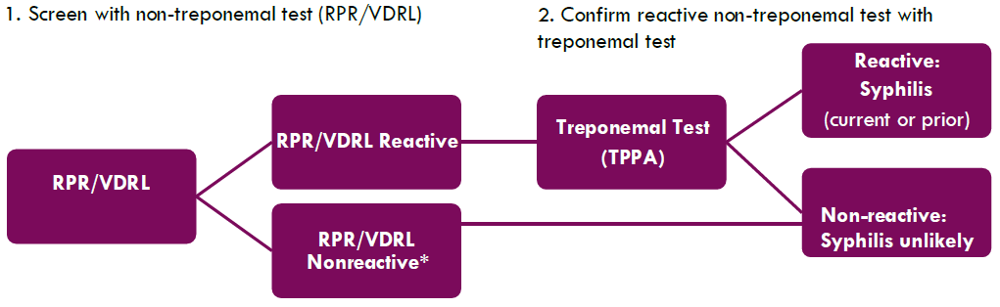 1. Screen with non-treponemal test (RPR/VDRL)
2. Confirm reactive non-treponemal test with
treponemal test
RPR/VDRL
RPR/VDRL Reactive
RPR/VDRL
Nonreactive*
Treponemal Test
(TPPA)
Reactive:
Syphilis
(current or prior)
Non-reactive:
Syphilis unlikely